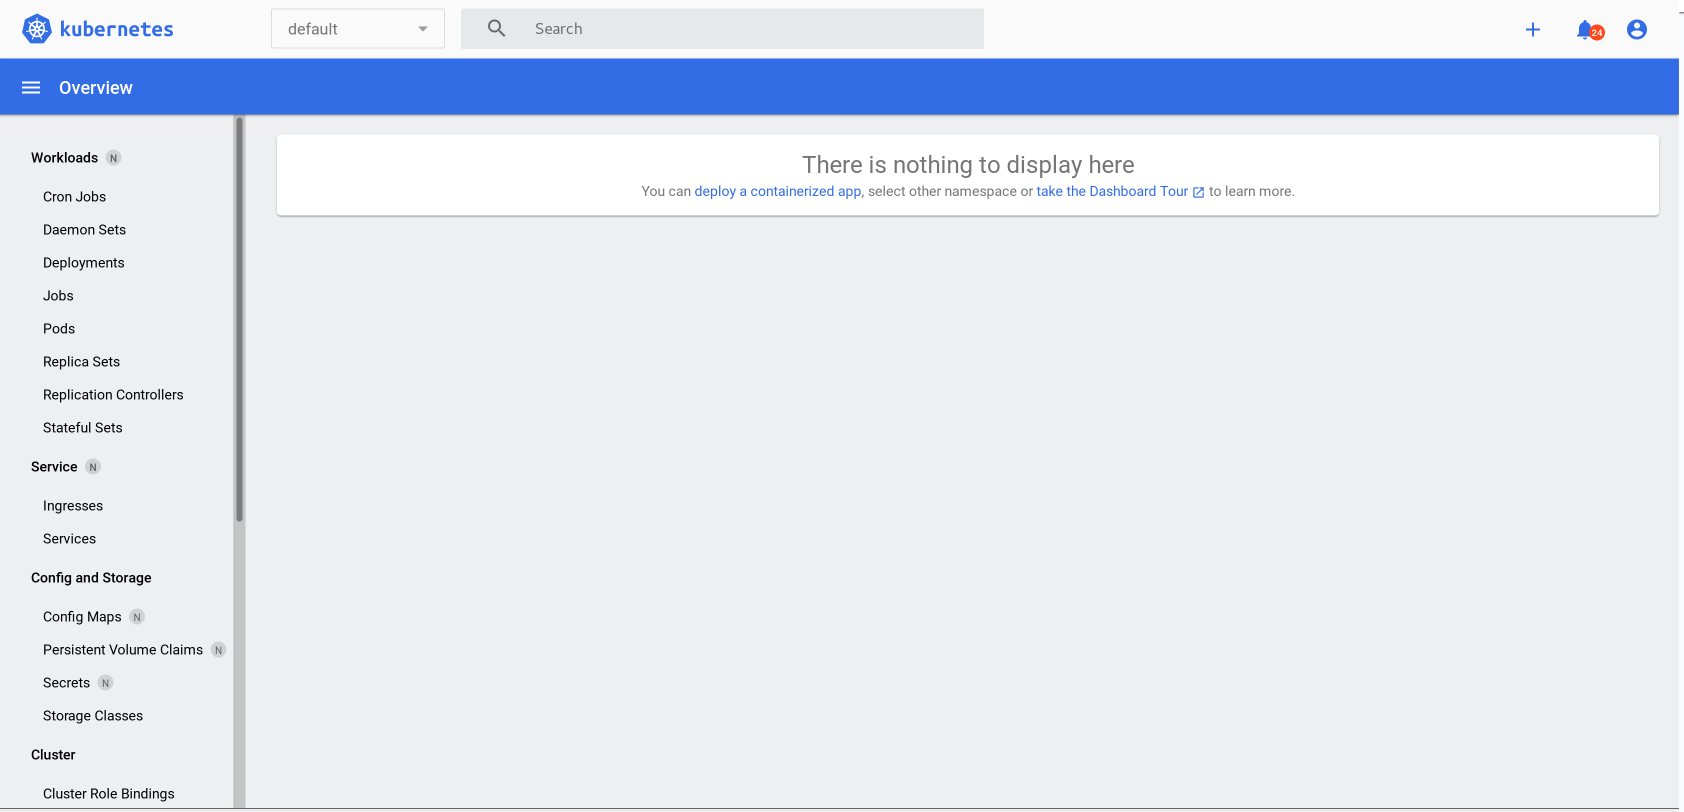 kubernetes
default
Search
24
Overview
Workloads N
Cron Jobs
Daemon Sets
Deployments
Jobs
Pods
Replica Sets
Replication Controllers
Stateful Sets
Service N
Ingresses
Services
Config and Storage
Config Maps N
Persistent Volume Claims N
Secrets N
Storage Classes
Cluster
Cluster Role Bindings
There is nothing to display here
You can deploy a containerized app, select other namespace or take the Dashboard Tour to learn more.